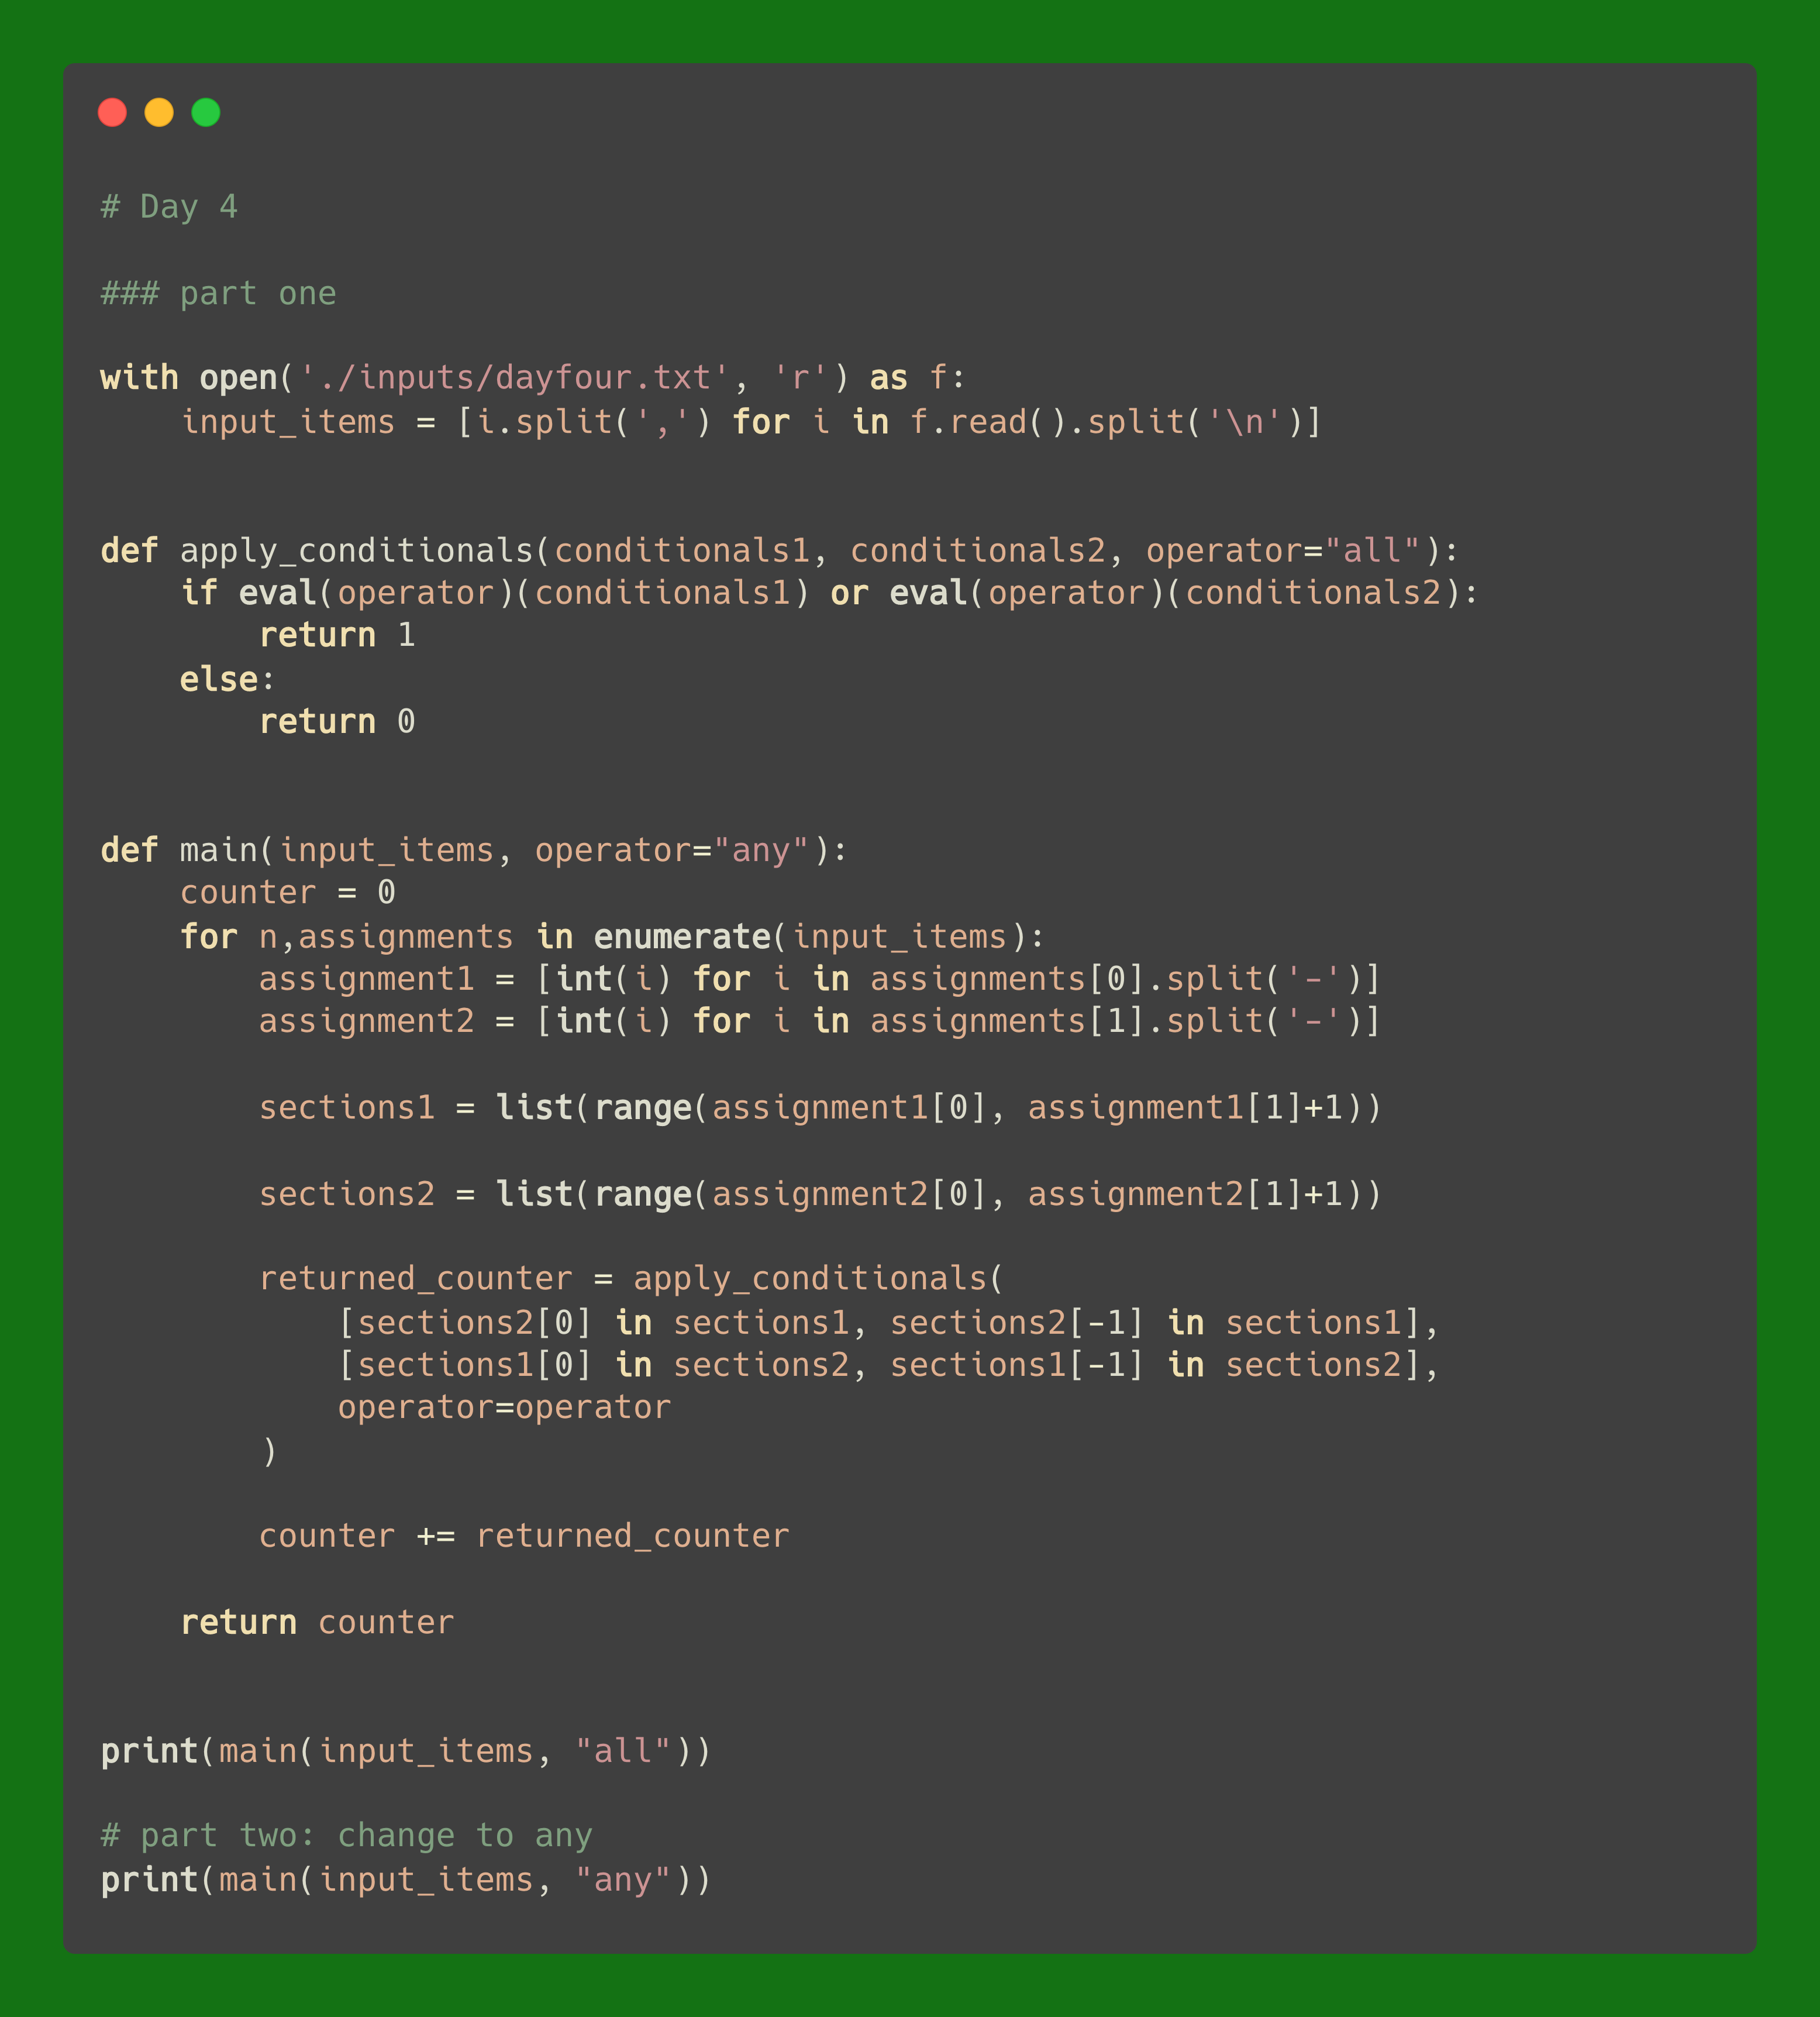 # Day 4
### part one
with open('./inputs/dayfour.txt', 'r') as f:
    input_items = [i.split(',') for i in f.read().split('\n')]
def apply_conditionals(conditionals1, conditionals2, operator="all"):
    if eval(operator)(conditionals1) or eval(operator)(conditionals2):
        return 1
    else:
        return 0
def main(input_items, operator="any"):
    counter = 0
    for n,assignments in enumerate(input_items):
        assignment1 = [int(i) for i in assignments[0].split('-')]
        assignment2 = [int(i) for i in assignments[1].split('-')]
        sections1 = list(range(assignment1[0], assignment1[1]+1))
        sections2 = list(range(assignment2[0], assignment2[1]+1))
        returned_counter = apply_conditionals(
            [sections2[0] in sections1, sections2[-1] in sections1],
            [sections1[0] in sections2, sections1[-1] in sections2],
            operator=operator
        )
        counter += returned_counter
    return counter
print(main(input_items, "all"))
# part two: change to any
print(main(input_items, "any"))